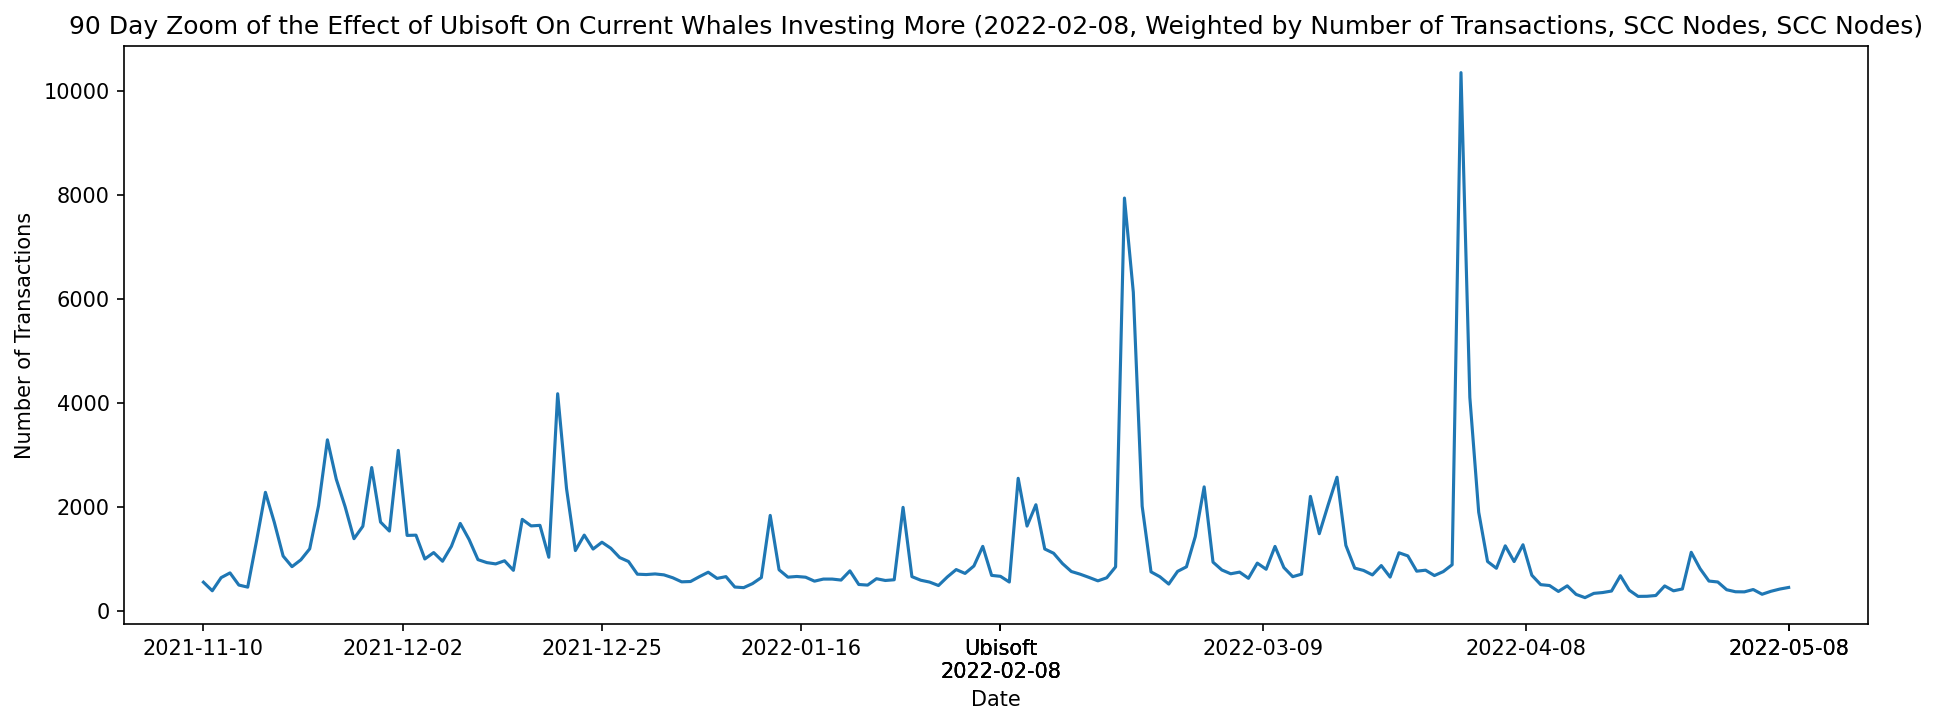 90 Day Zoom of the Effect of Ubisoft On Current Whales Investing More (2022-02-08, Weighted by Number of Transactions, SCC Nodes, SCC Nodes)
Number of Transactions
10000
8000
6000
4000
2000
0
2021-11-10 2021-12-02 2021-12-25 2022-01-16 Ubisoft 2022-03-09 2022-04-08 2022-05-08
2022-02-08
Date